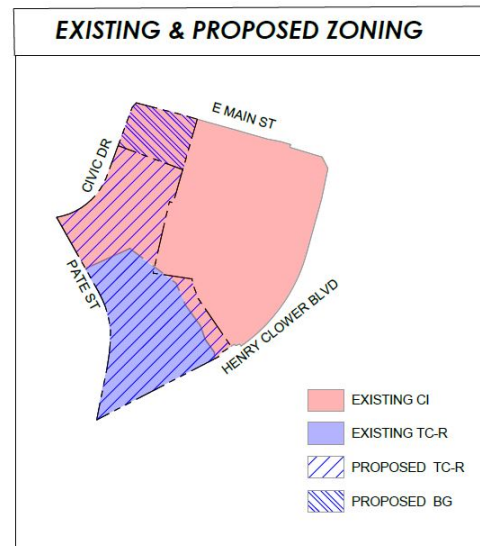 EXISTING & PROPOSED ZONING
E MAIN ST
CIVIC DR
PATE ST
HENRY CLOWER BLVD
EXISTING CI
EXISTING TC-R
PROPOSED TC-R
PROPOSED BG